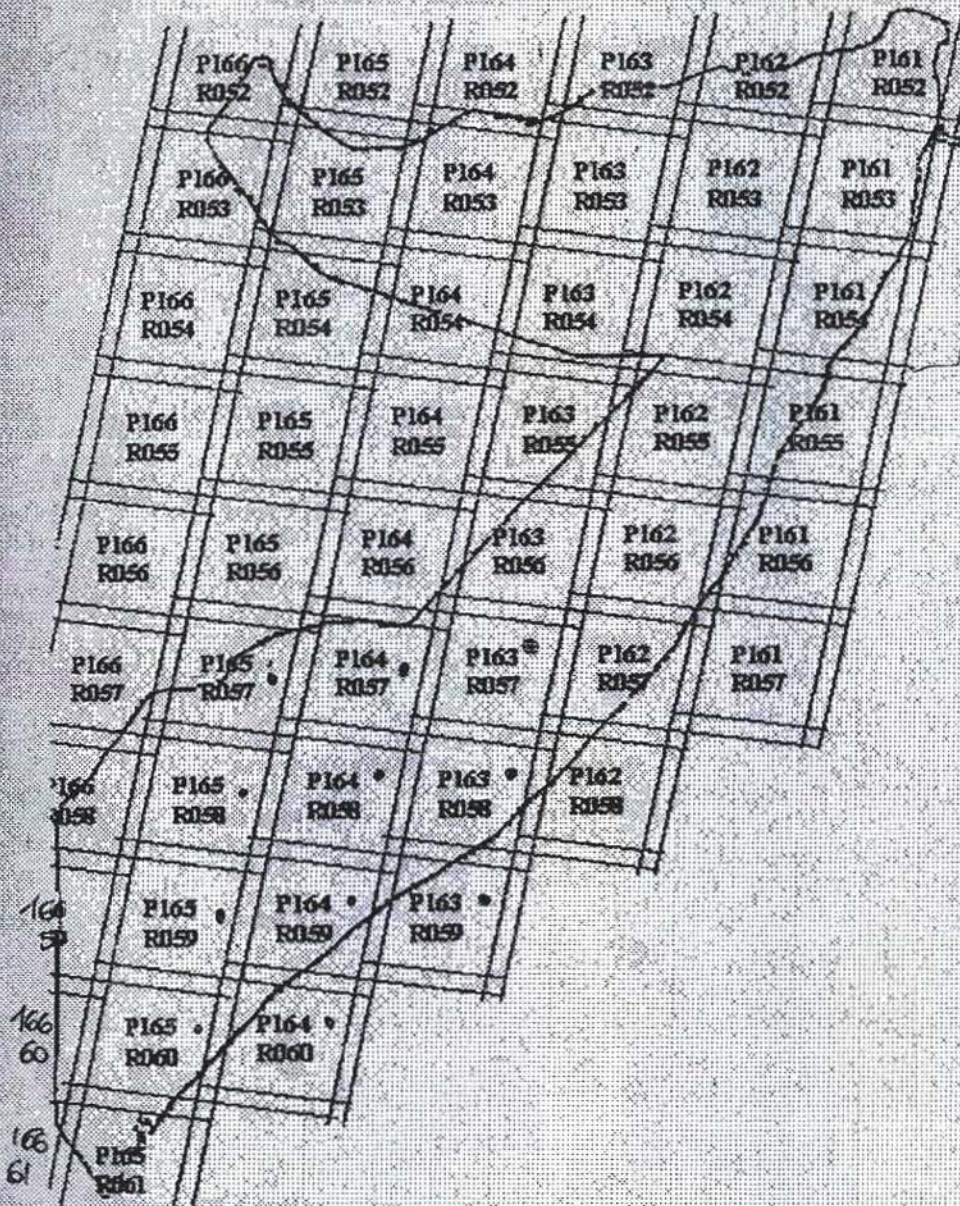 P166 P165 P164 P163 P162 P161
R052 R052 R052 R052 R052 R052
P166 P165 P164 P163 P162 P161
R053 R053 R053 R053 R053 R053
P166 P165 P164 P163 P162 P161
R054 R054 R054 R054 R054 R054
P166 P165 P164 P163 P162 P161
R055 R055 R055 R055 R055 R055
P166 P165 P164 P163 P162 P161
R056 R056 R056 R056 R056 R056
P166 P165 P164 P163 P162 P161
R057 R057 R057 R057 R057 R057
P166 P165 P164 P163 P162
R058 R058 R058 R058 R058
166 P165 P164 P163
59 R059 R059 R059
166 P165 P164
60 R060 R060
166 P165
61 R061